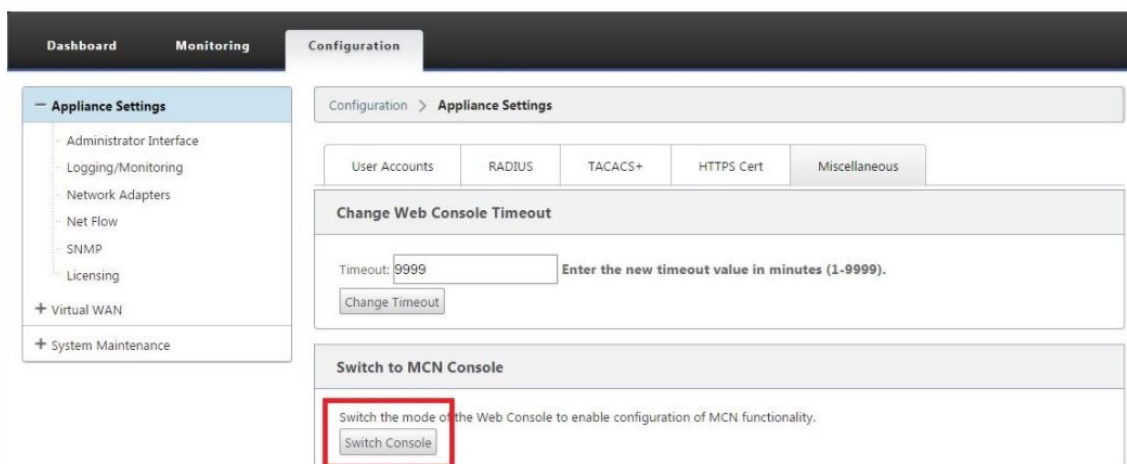 Dashboard Monitoring Configuration
Appliance Settings
Administrator Interface
Logging/Monitoring
Network Adapters
Net Flow
SNMP
Licensing
Virtual WAN
System Maintenance
Configuration > Appliance Settings
User Accounts RADIUS TACACS+ HTTPS Cert Miscellaneous
Change Web Console Timeout
Timeout: 9999 Enter the new timeout value in minutes (1-9999).
Change Timeout
Switch to MCN Console
Switch the mode of the Web Console to enable configuration of MCN functionality.
Switch Console